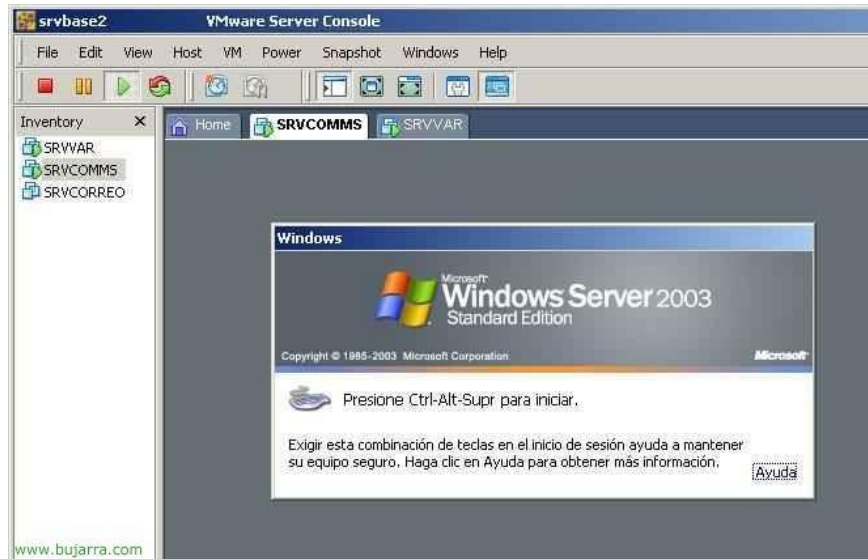 srvbase2 VMware Server Console
File Edit View Host VM Power Snapshot Windows Help
Inventory
Home SRVCOMMS SRVVAR
SRVVAR
SRVCOMMS
SRVCORREO
Windows
Microsoft
Windows Server 2003
Standard Edition
Copyright © 1985-2003 Microsoft Corporation Microsoft
Presione Ctrl-Alt-Supr para iniciar.
Exigir esta combinación de teclas en el inicio de sesión ayuda a mantener
su equipo seguro. Haga clic en Ayuda para obtener más información.
Ayuda
www.bujarra.com